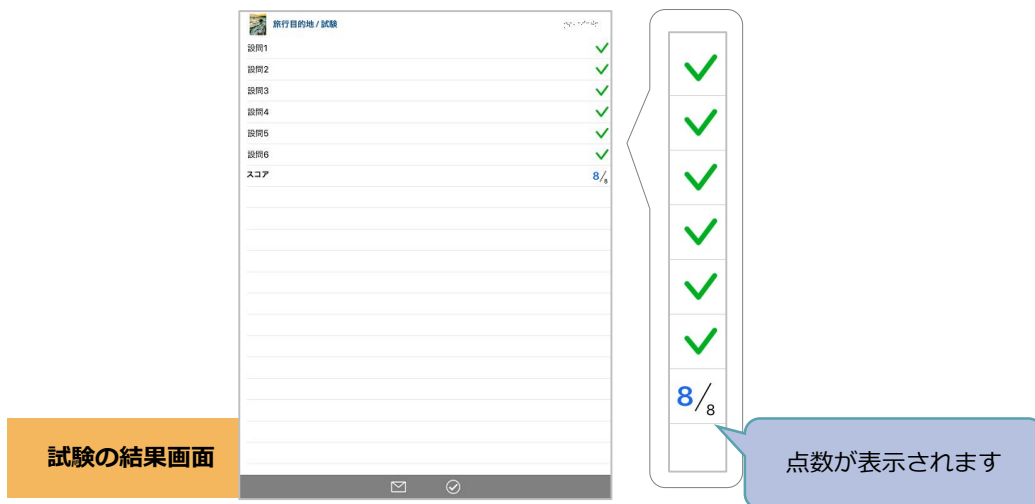 旅行目的地 / 試験
設問1
設問2
設問3
設問4
設問5
設問6
スコア 8/8
8/8
試験の結果画面
点数が表示されます